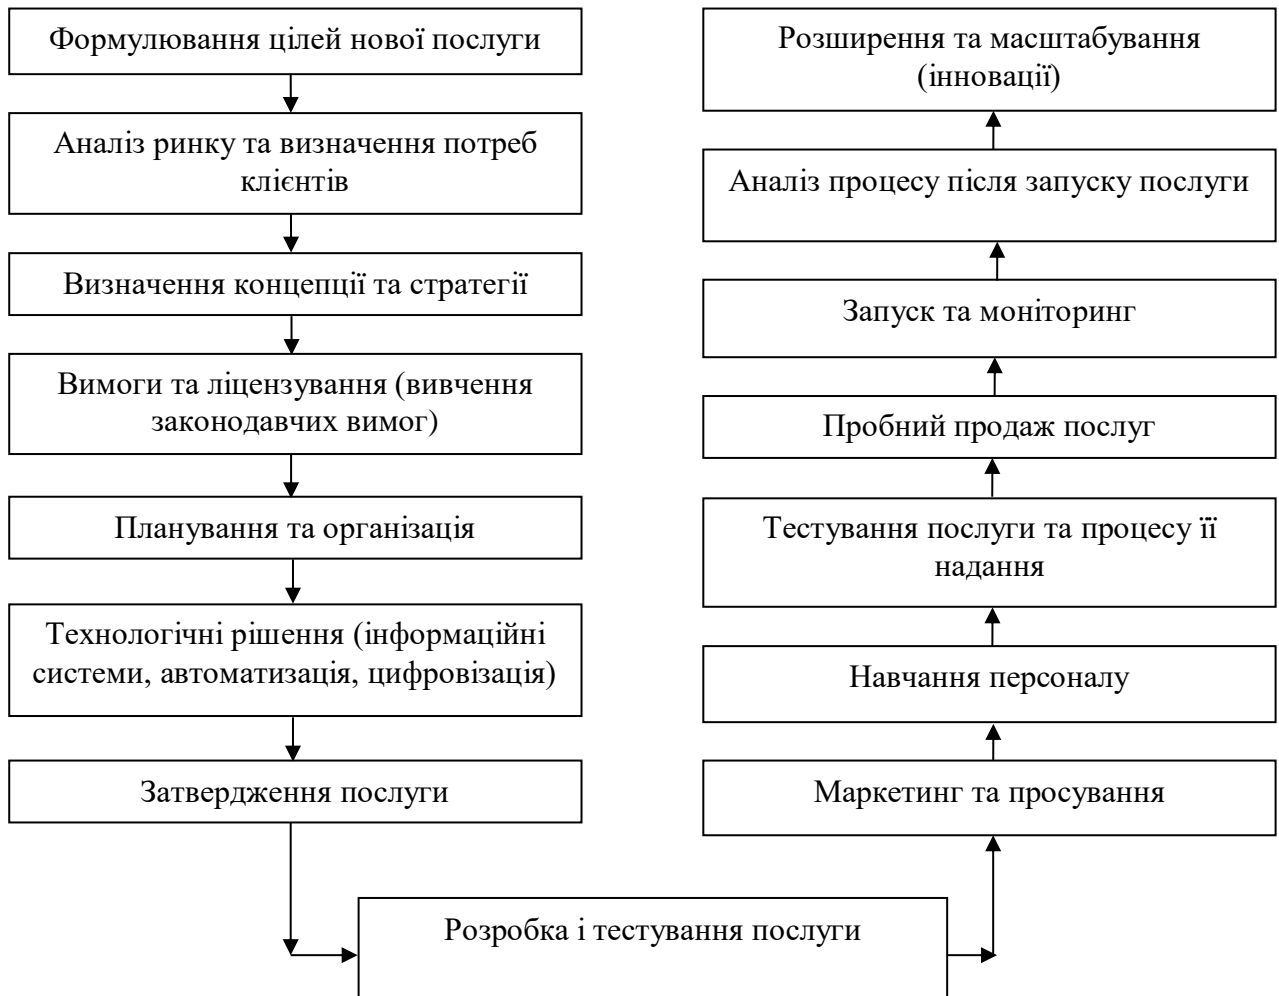 Формулювання цілей нової послуги
Аналіз ринку та визначення потреб
клієнтів
Визначення концепції та стратегії
Вимоги та ліцензування (вивчення
законодавчих вимог)
Планування та організація
Технологічні рішення (інформаційні
системи, автоматизація, цифровізація)
Затвердження послуги
Розробка і тестування послуги
Маркетинг та просування
Навчання персоналу
Тестування послуги та процесу її
надання
Пробний продаж послуг
Запуск та моніторинг
Аналіз процесу після запуску послуги
Розширення та масштабування
(інновації)